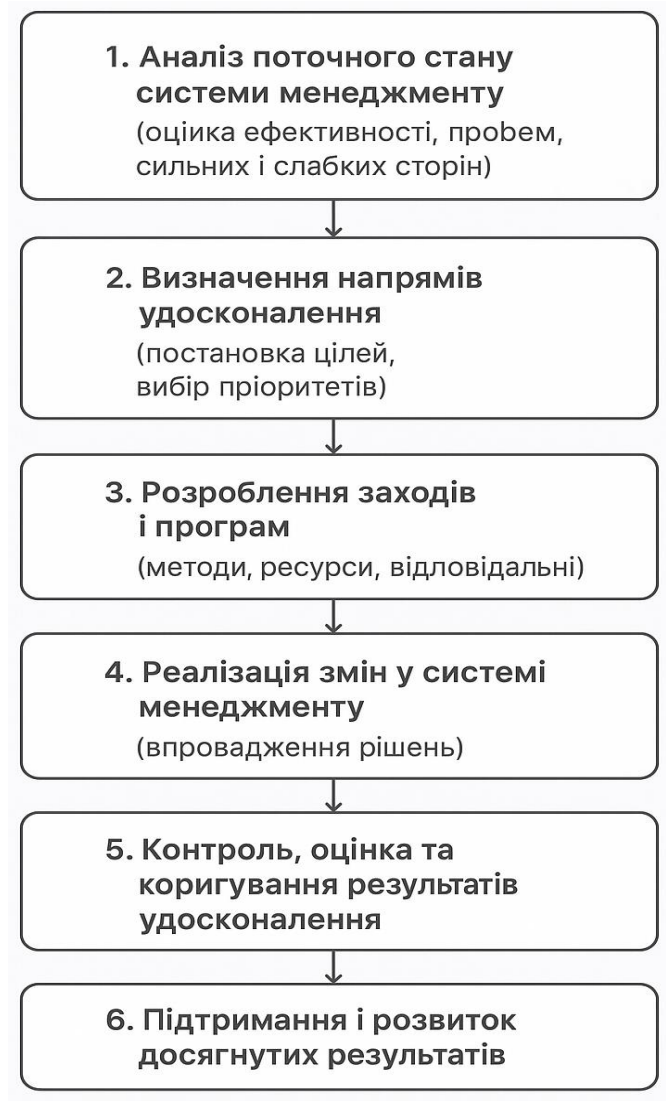 1. Аналіз поточного стану
системи менеджменту
(оціика ефективності, проbем,
сильних і слабких сторін)
2. Визначення напрямів
удосконалення
(постановка цілей,
вибір пріоритетів)
3. Розроблення заходів
і програм
(методи, ресурси, відловідальні)
4. Реалізація змін у системі
менеджменту
(впровадження рішень)
5. Контроль, оцінка та
коригування результатів
удосконалення
6. Підтримання і розвиток
досягнутих результатів